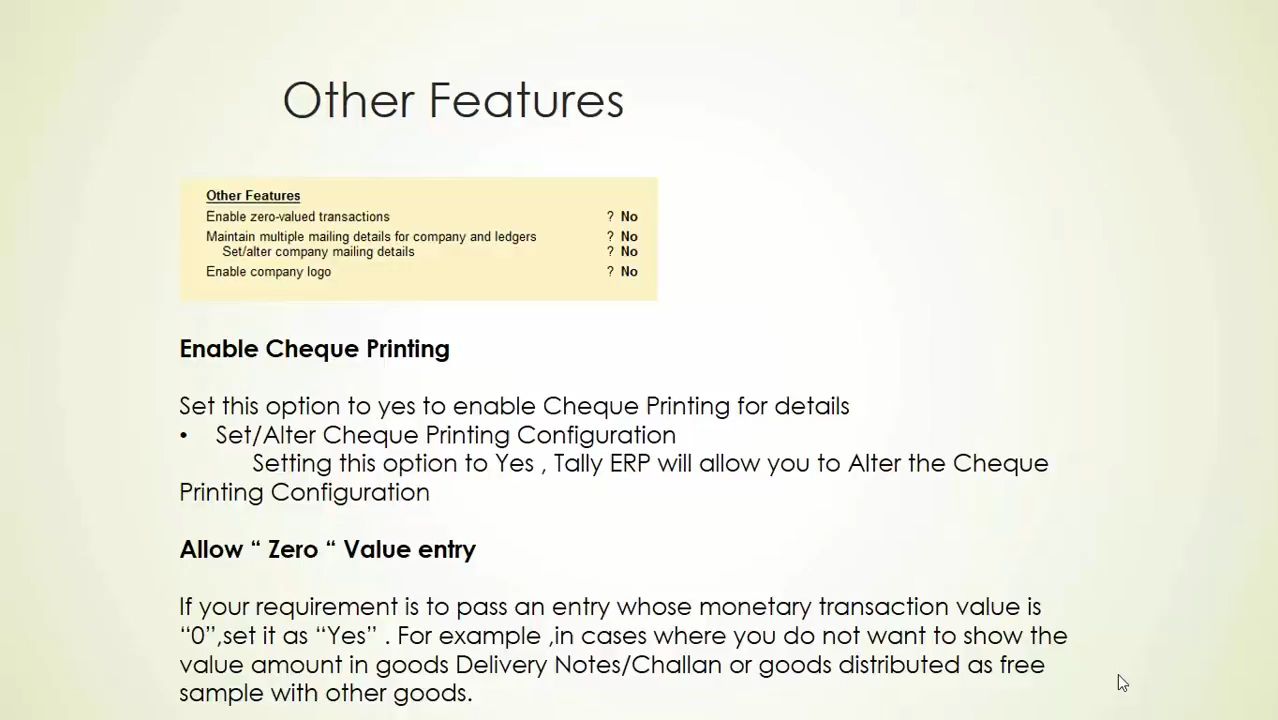 Other Features
Other Features
Enable zero-valued transactions ? No
Maintain multiple mailing details for company and ledgers ? No
Set/alter company mailing details ? No
Enable company logo ? No
Enable Cheque Printing
Set this option to yes to enable Cheque Printing for details
• Set/Alter Cheque Printing Configuration
Setting this option to Yes , Tally ERP will allow you to Alter the Cheque
Printing Configuration
Allow “ Zero “ Value entry
If your requirement is to pass an entry whose monetary transaction value is
“0”,set it as “Yes” . For example ,in cases where you do not want to show the
value amount in goods Delivery Notes/Challan or goods distributed as free
sample with other goods.